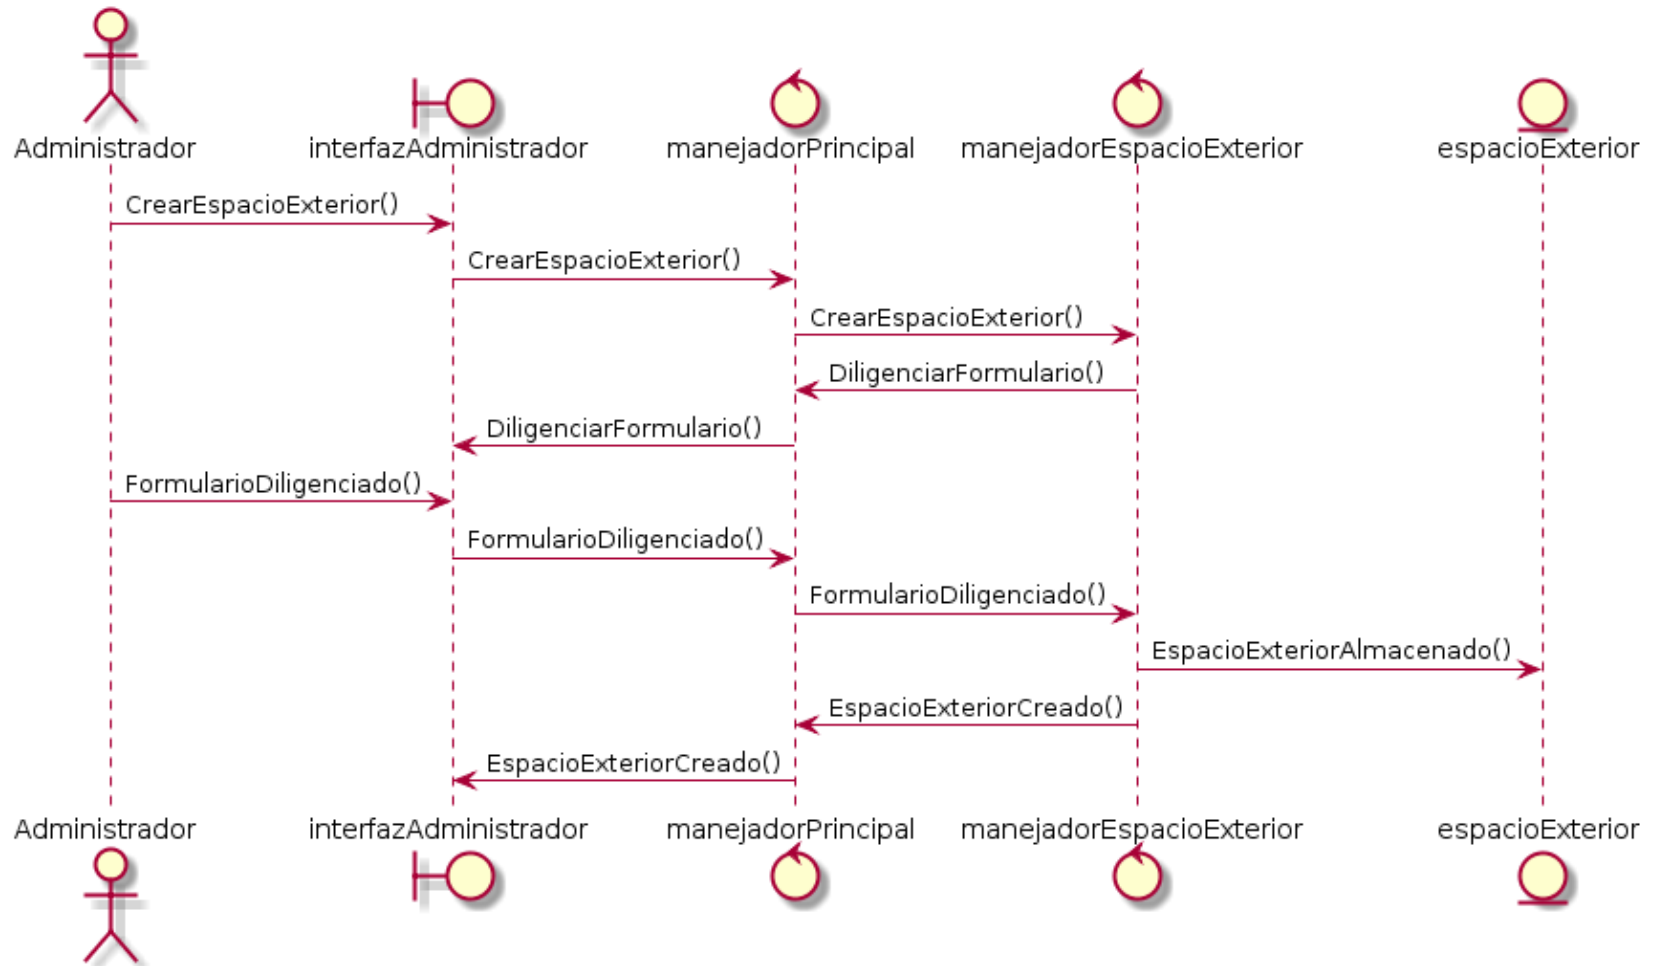 Administrador
interfazAdministrador
manejadorPrincipal
manejadorEspacioExterior
espacioExterior
CrearEspacioExterior()
CrearEspacioExterior()
CrearEspacioExterior()
DiligenciarFormulario()
DiligenciarFormulario()
FormularioDiligenciado()
FormularioDiligenciado()
FormularioDiligenciado()
EspacioExteriorAlmacenado()
EspacioExteriorCreado()
EspacioExteriorCreado()
Administrador
interfazAdministrador
manejadorPrincipal
manejadorEspacioExterior
espacioExterior